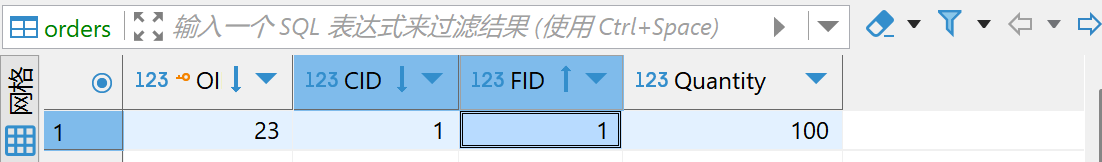 orders 输入一个 SQL 表达式来过滤结果 (使用 Ctrl+Space)
网格
123 OI 123 CID 123 FID 123 Quantity
1 23 1 1 100